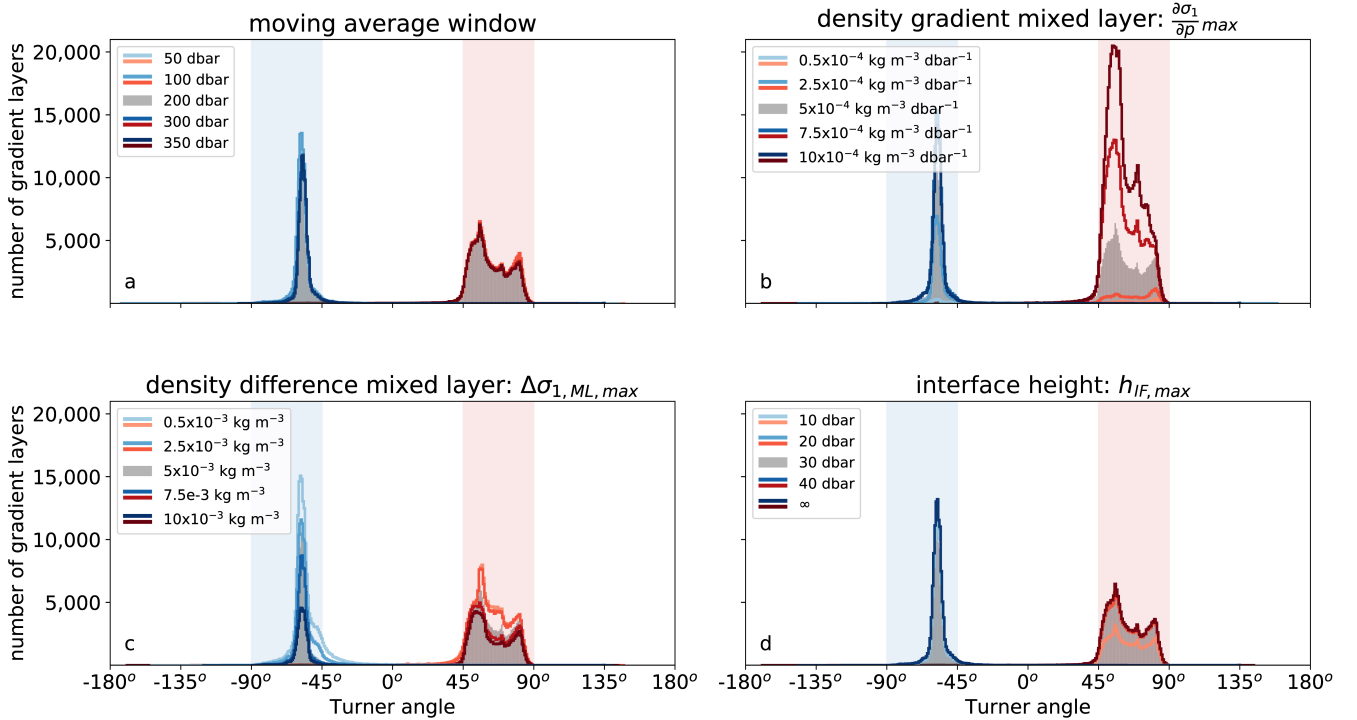 moving average window
density gradient mixed layer: ∂σ₁/∂p max
number of gradient layers
20,000
15,000
10,000
5,000
50 dbar
100 dbar
200 dbar
300 dbar
350 dbar
a
0.5x10⁻⁴ kg m⁻³ dbar⁻¹
2.5x10⁻⁴ kg m⁻³ dbar⁻¹
5x10⁻⁴ kg m⁻³ dbar⁻¹
7.5x10⁻⁴ kg m⁻³ dbar⁻¹
10x10⁻⁴ kg m⁻³ dbar⁻¹
b
density difference mixed layer: Δσ₁,ML,max
interface height: hIF,max
number of gradient layers
20,000
15,000
10,000
5,000
0.5x10⁻³ kg m⁻³
2.5x10⁻³ kg m⁻³
5x10⁻³ kg m⁻³
7.5e-3 kg m⁻³
10x10⁻³ kg m⁻³
c
10 dbar
20 dbar
30 dbar
40 dbar
∞
d
-180° -135° -90° -45° 0° 45° 90° 135° 180°
Turner angle
-180° -135° -90° -45° 0° 45° 90° 135° 180°
Turner angle